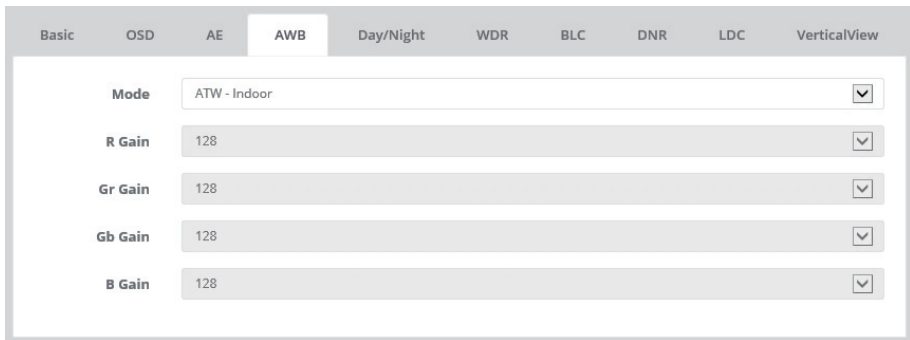 Basic OSD AE AWB Day/Night WDR BLC DNR LDC VerticalView
Mode ATW - Indoor
R Gain 128
Gr Gain 128
Gb Gain 128
B Gain 128